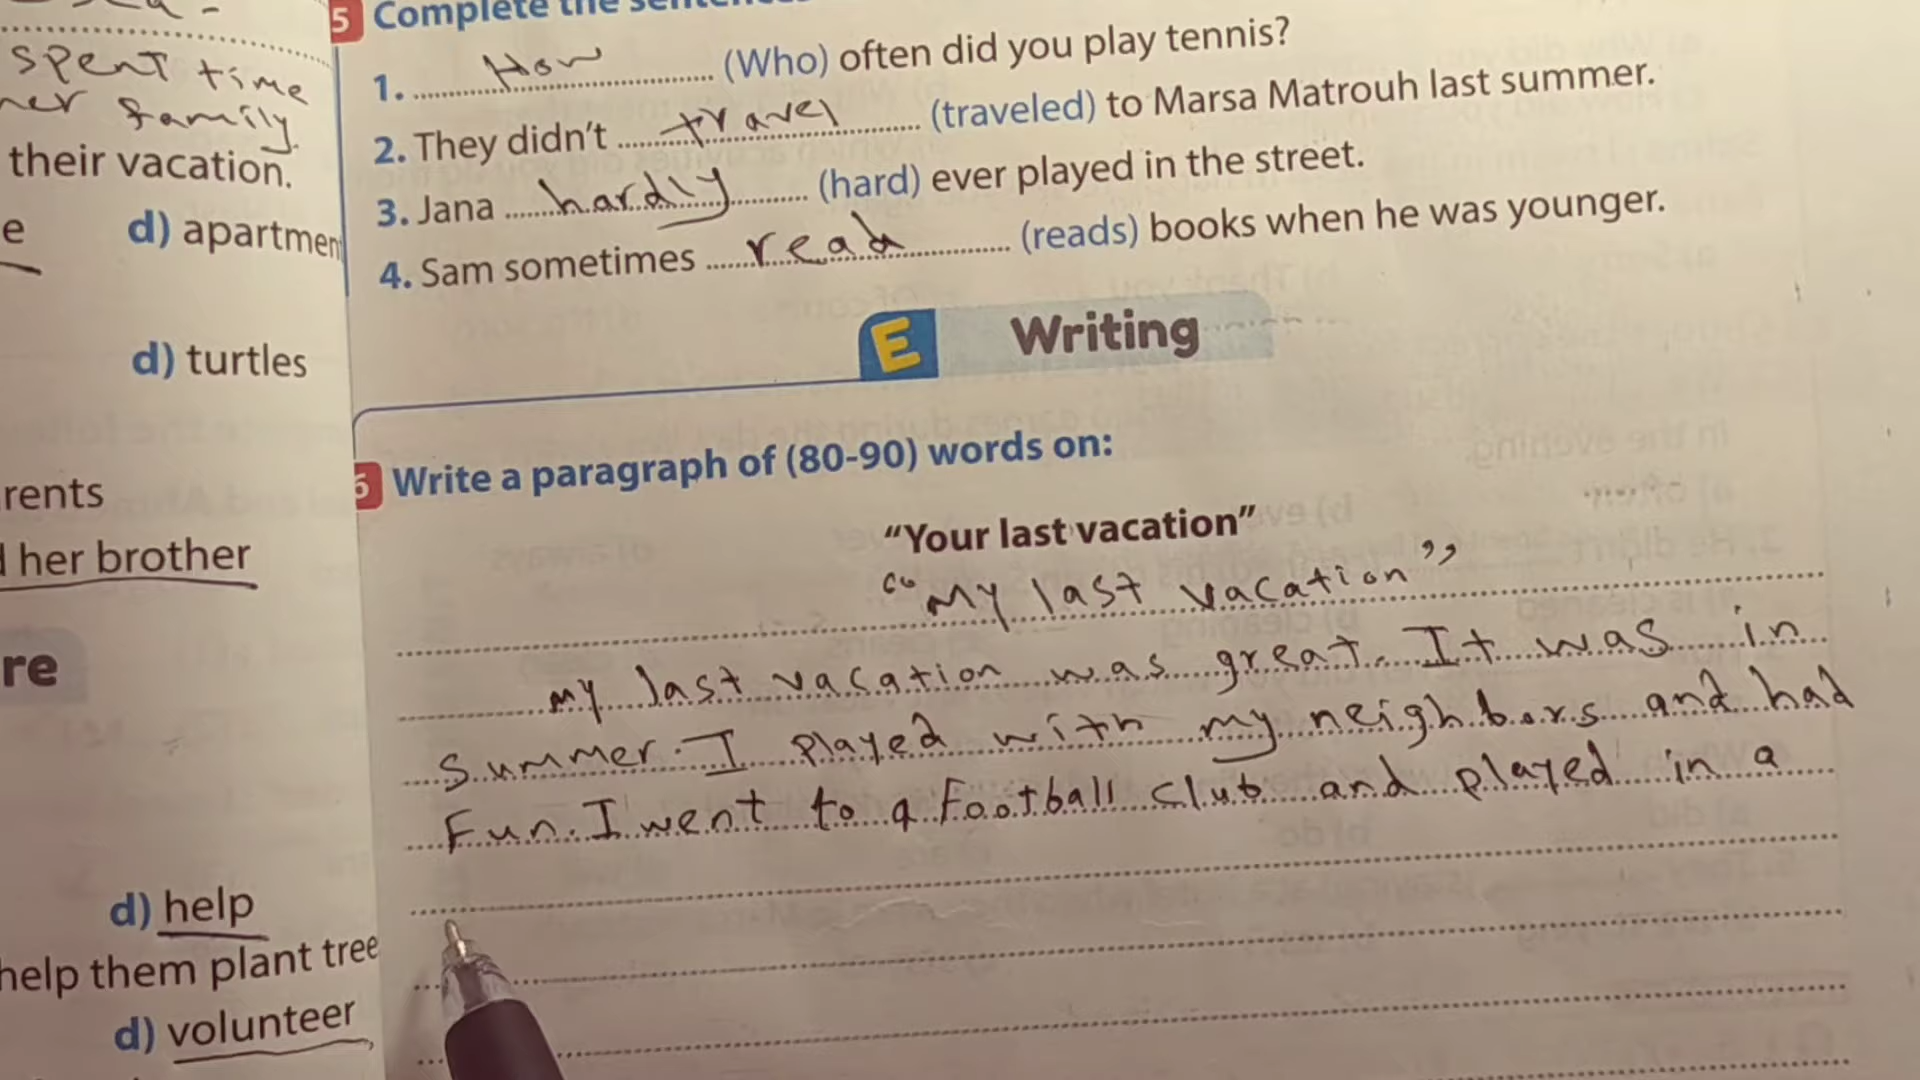 spent time
family.
their vacation.
e
d) apartmen
d) turtles
rents
her brother
re
d) help
help them plant tree
d) volunteer
5 Complete the
1. How (Who) often did you play tennis?
2. They didn't travel (traveled) to Marsa Matrouh last summer.
3. Jana hardly (hard) ever played in the street.
4. Sam sometimes read (reads) books when he was younger.
E Writing
6 Write a paragraph of (80-90) words on:
"Your last vacation"
"My last vacation"
my last vacation was great. It was in
summer. I played with my neighbors and had
Fun. I went to a football club and played in a